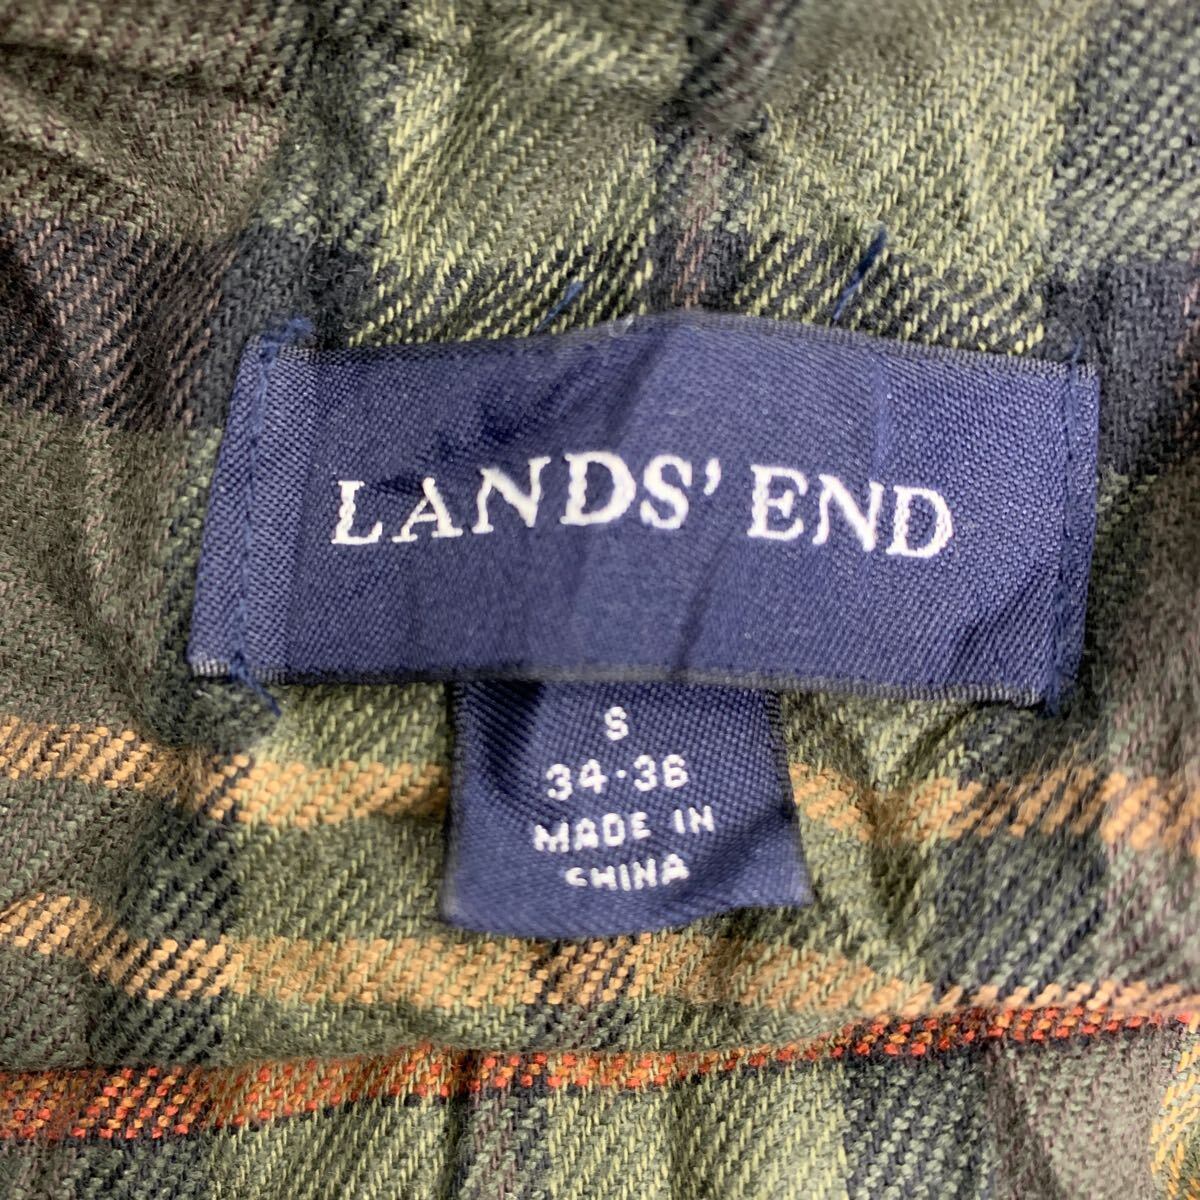 LANDS' END
S
34-36
MADE IN
CHINA